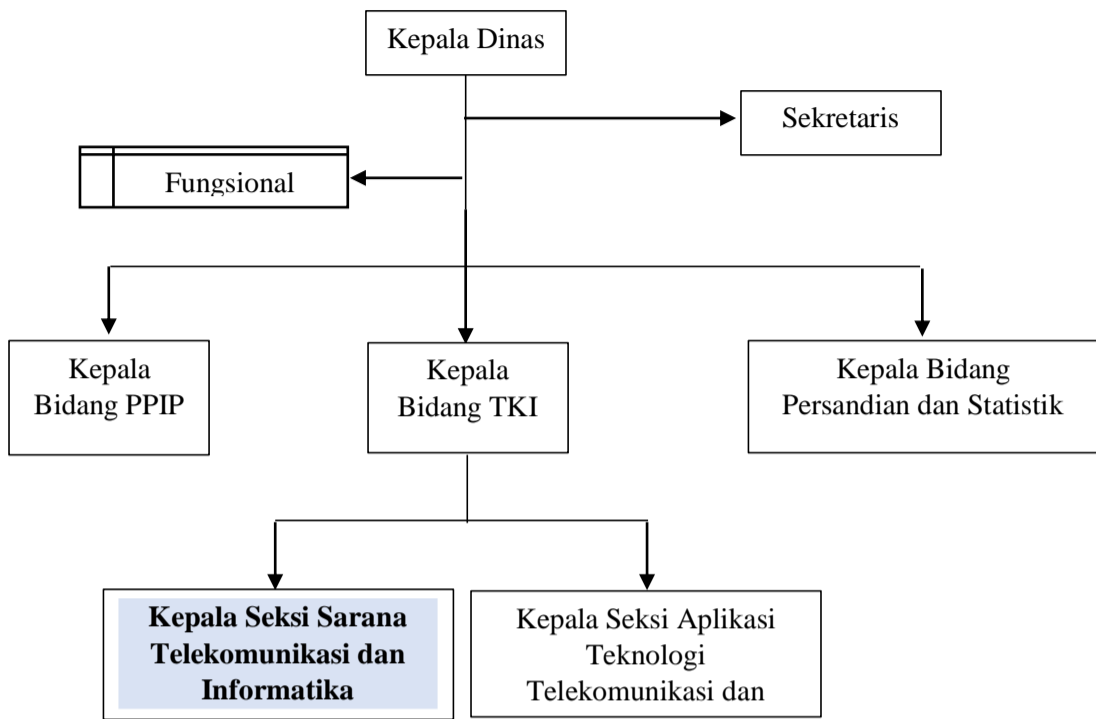 Kepala Dinas
Sekretaris
Fungsional
Kepala
Bidang PPIP
Kepala
Bidang TKI
Kepala Bidang
Persandian dan Statistik
Kepala Seksi Sarana
Telekomunikasi dan
Informatika
Kepala Seksi Aplikasi
Teknologi
Telekomunikasi dan